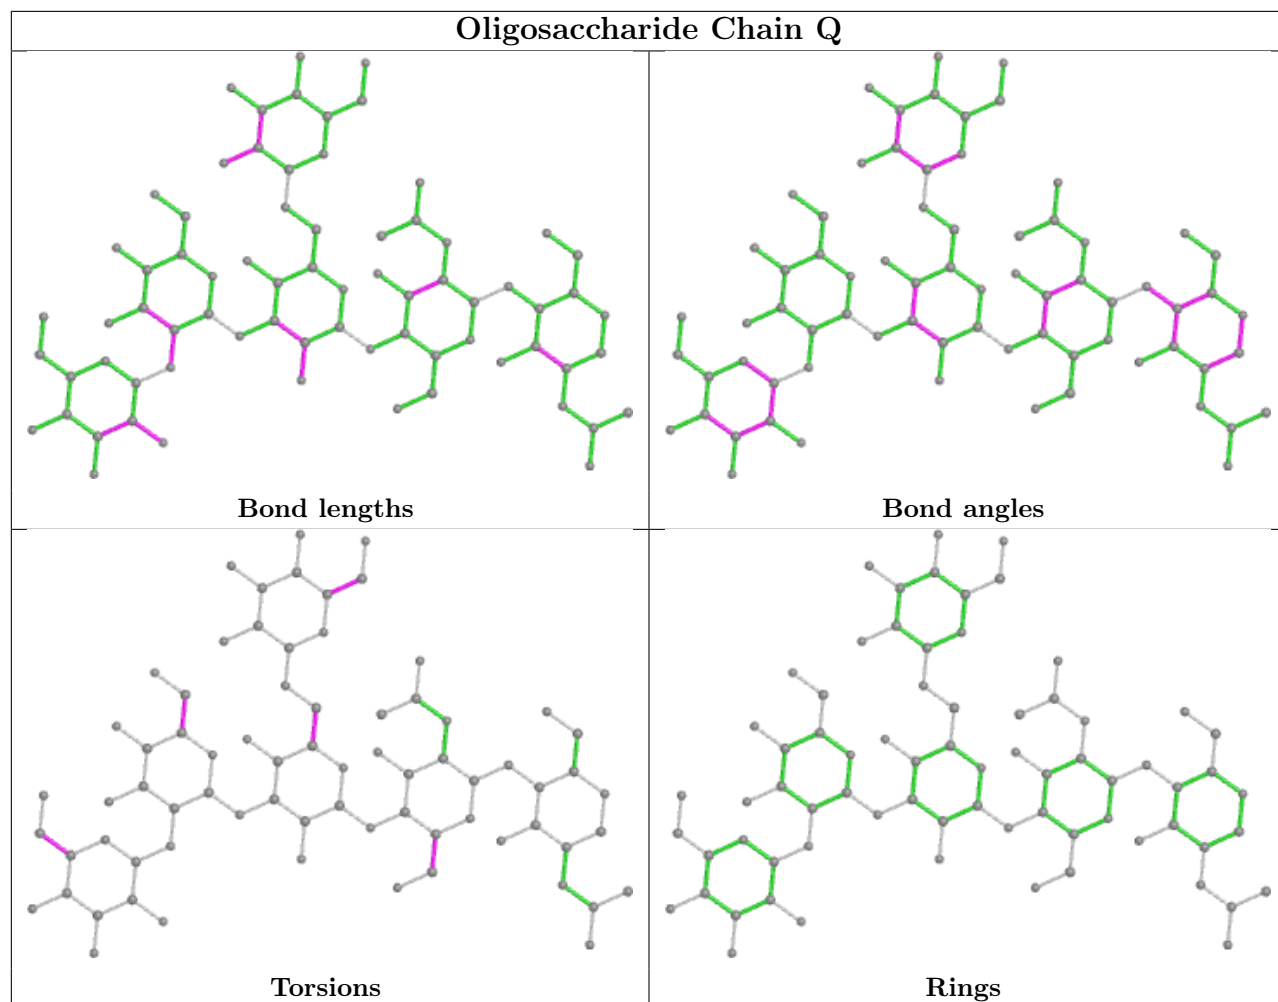 Oligosaccharide Chain Q
Bond lengths
Bond angles
Torsions
Rings